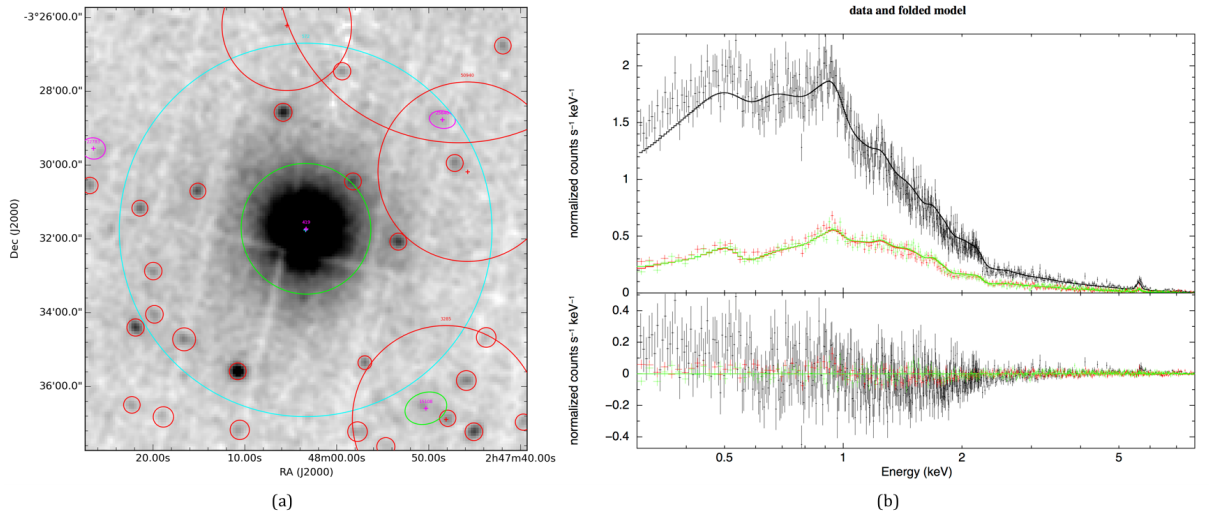 -3°26'00.0"
28'00.0"
30'00.0"
32'00.0"
34'00.0"
36'00.0"
Dec (J2000)
20.00s 10.00s 48m00.00s 50.00s 2h47m40.00s
RA (J2000)
(a)
data and folded model
normalized counts s⁻¹ keV⁻¹
2
1.5
1
0.5
0
normalized counts s⁻¹ keV⁻¹
0.4
0.2
0
−0.2
−0.4
0.5 1 2 5
Energy (keV)
(b)